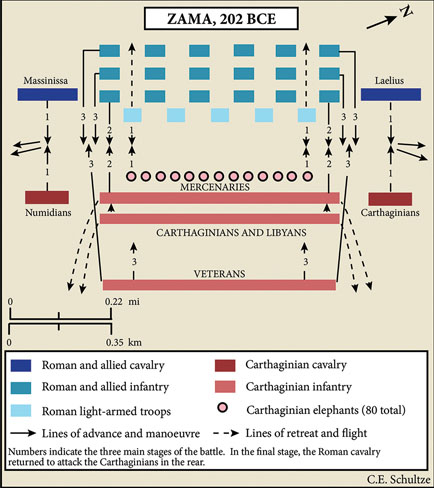 ZAMA, 202 BCE
N
Massinissa
Laelius
1
3
3
2
1
1
2
3
3
1
1
3
2
1
1
2
3
1
MERCENARIES
Numidians
Carthaginians
CARTHAGINIANS AND LIBYANS
3
3
VETERANS
0
0.22 mi
0
0.35 km
Roman and allied cavalry
Carthaginian cavalry
Roman and allied infantry
Carthaginian infantry
Roman light-armed troops
Carthaginian elephants (80 total)
Lines of advance and manoeuvre
Lines of retreat and flight
Numbers indicate the three main stages of the battle. In the final stage, the Roman cavalry
returned to attack the Carthaginians in the rear.
C.E. Schultze